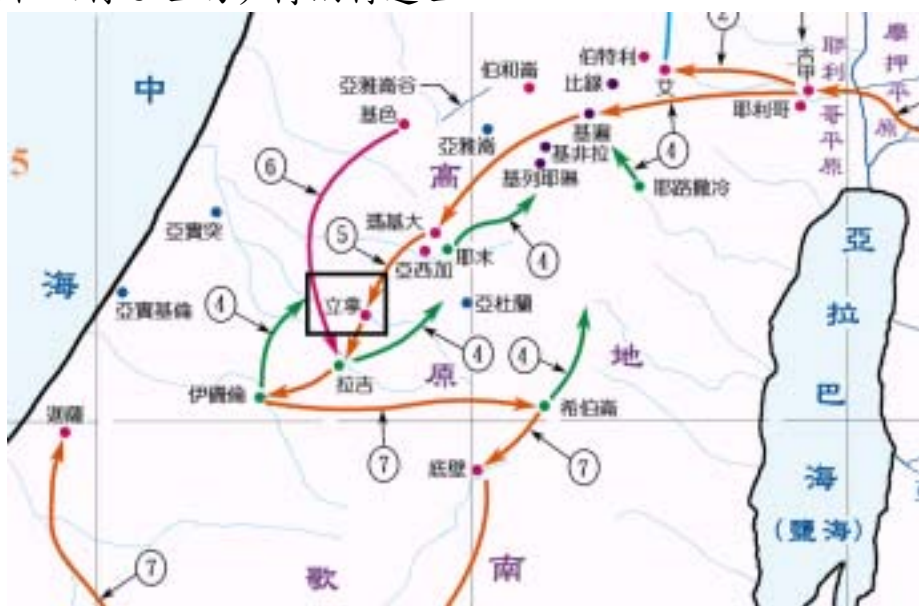 ②
中
海
5
亞雅崙谷
伯和崙
伯特利
比錄
艾
吉甲
耶利哥
耶利哥平原
摩押平原
基色
亞雅崙
基遍
基非拉
基列耶琳
④
耶路撒冷
⑥
高
亞實突
瑪基大
⑤
亞西加
耶末
④
亞實基倫
④
立拿
亞杜蘭
④
④
地
原
拉吉
伊磯倫
希伯崙
迦薩
⑦
底壁
⑦
⑦
歌
南
亞拉巴海
(鹽海)